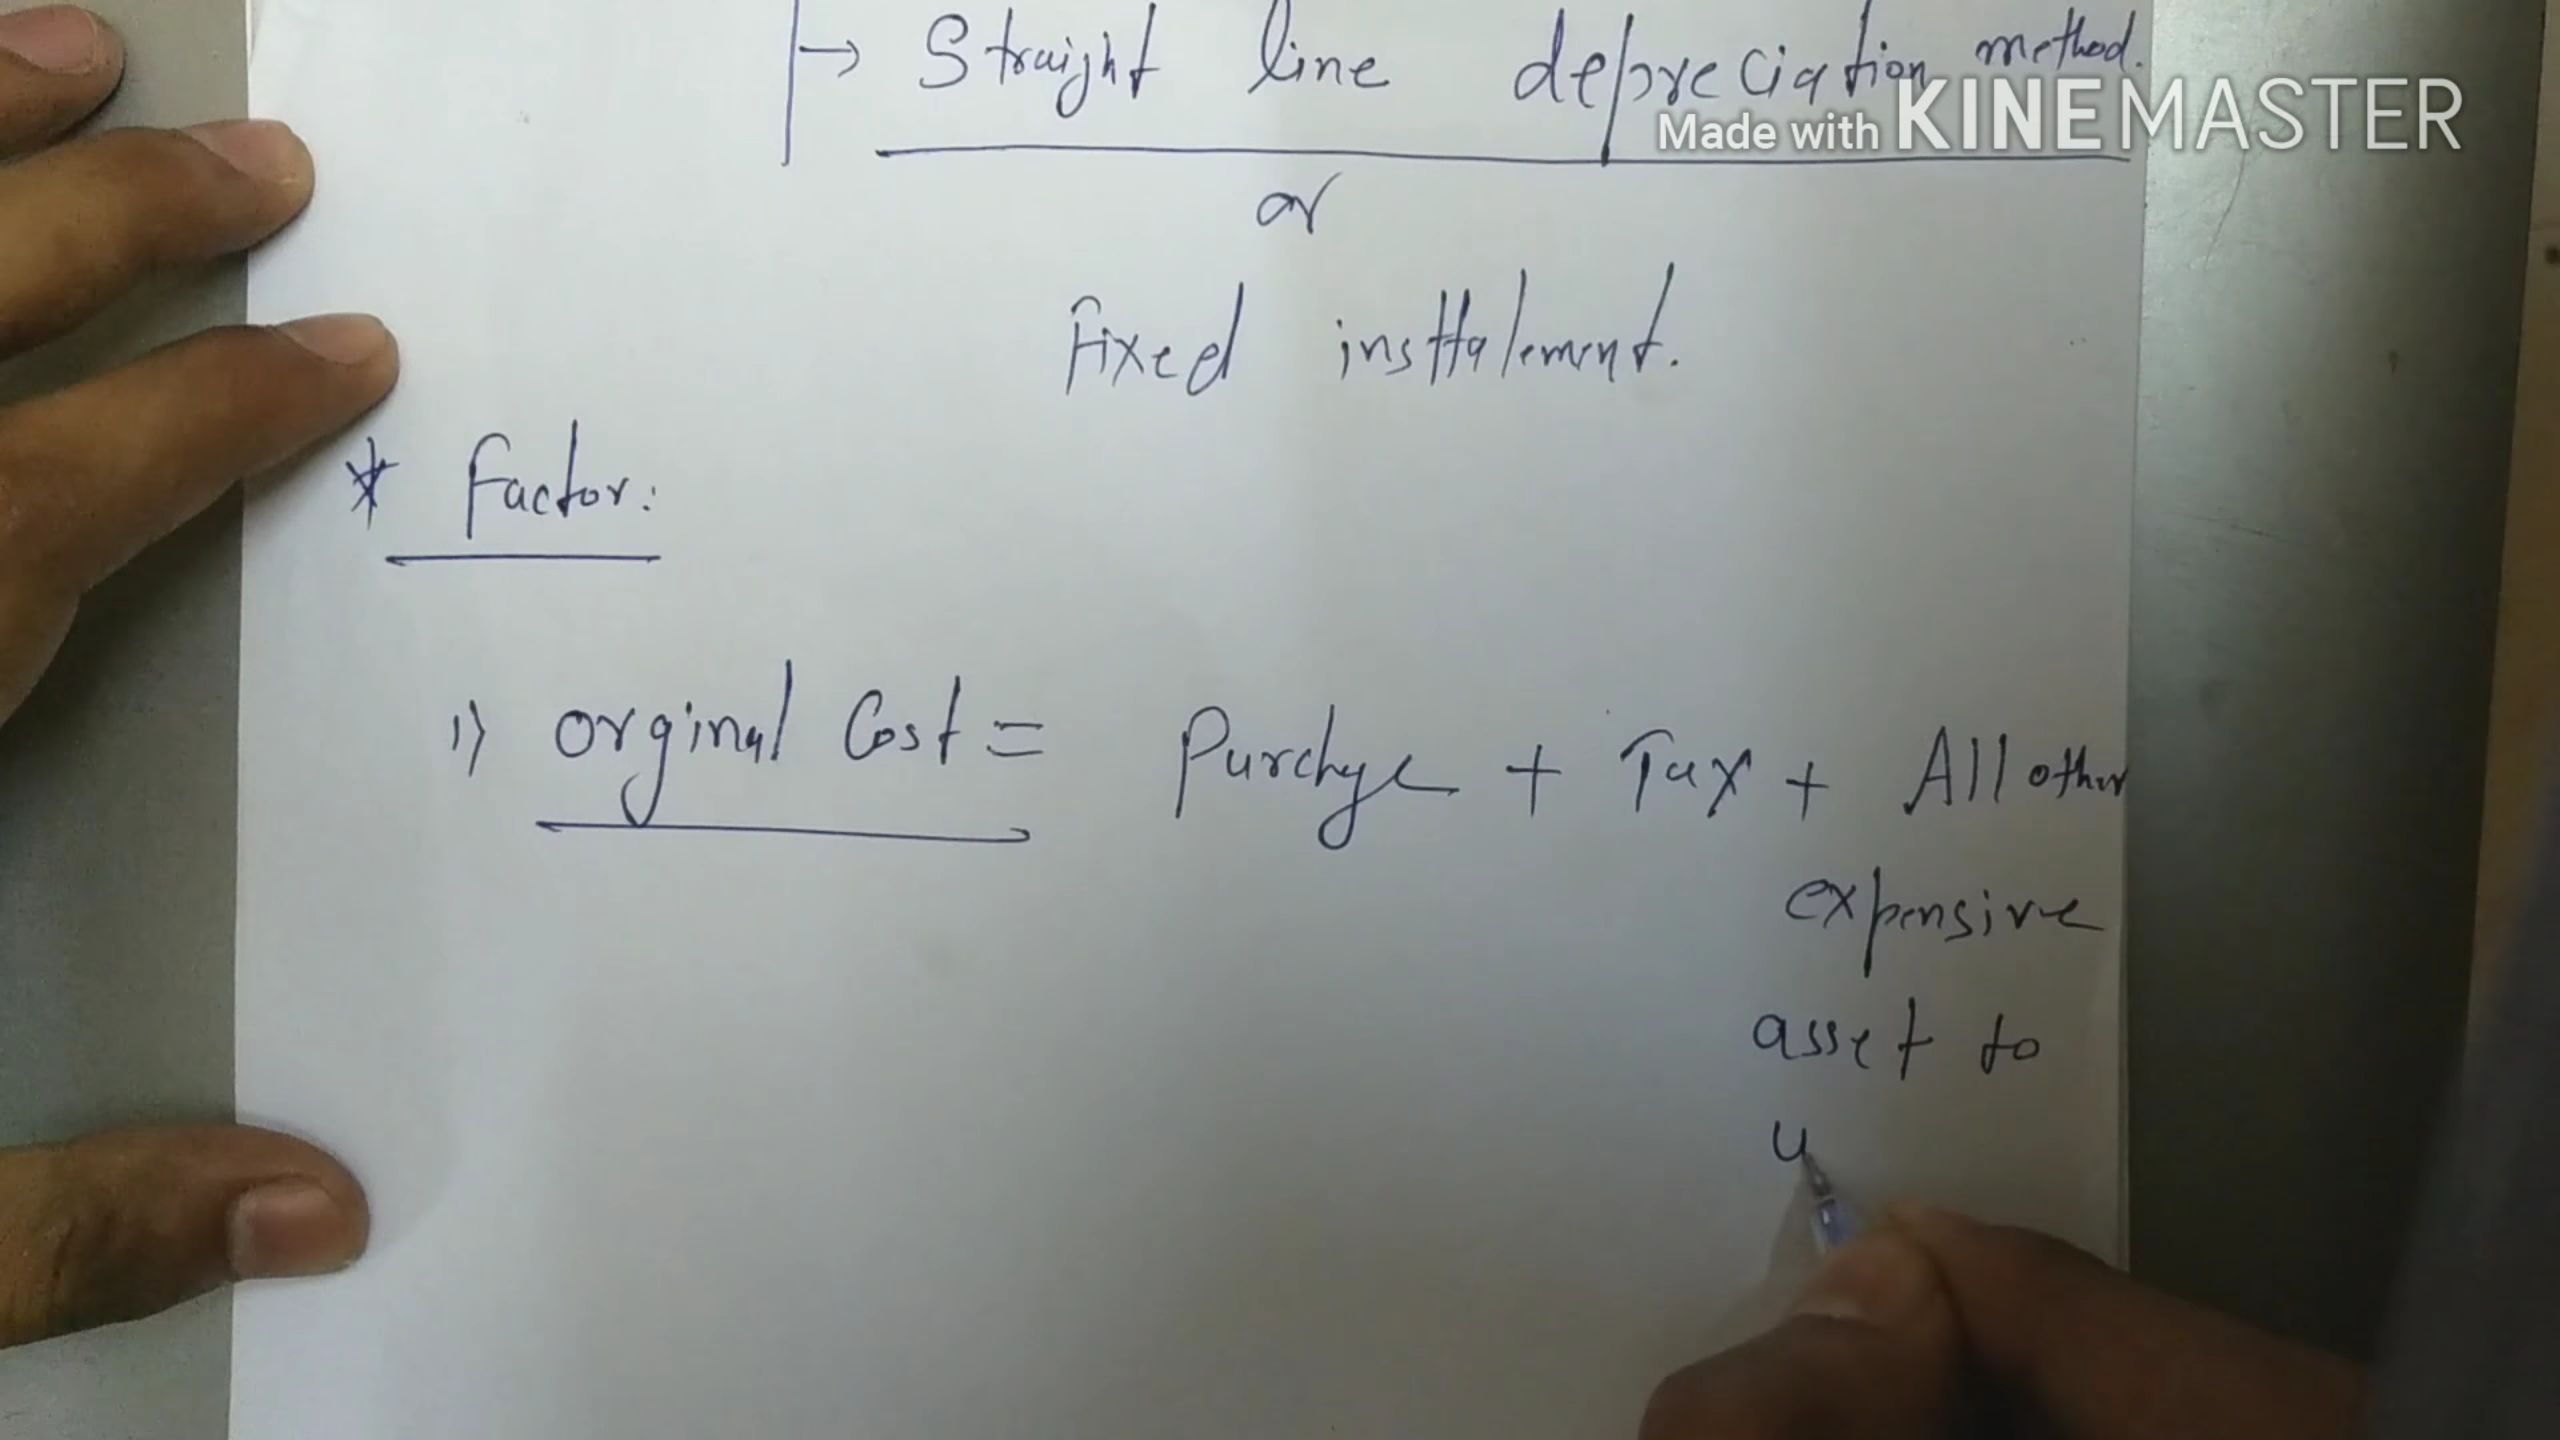 → Straight line depreciation method.
Made with KINEMASTER
or
Fixed insttalement.
* Factor:
1) orginal Cost = Purchge + Tax + All other
expensive
asset to
u